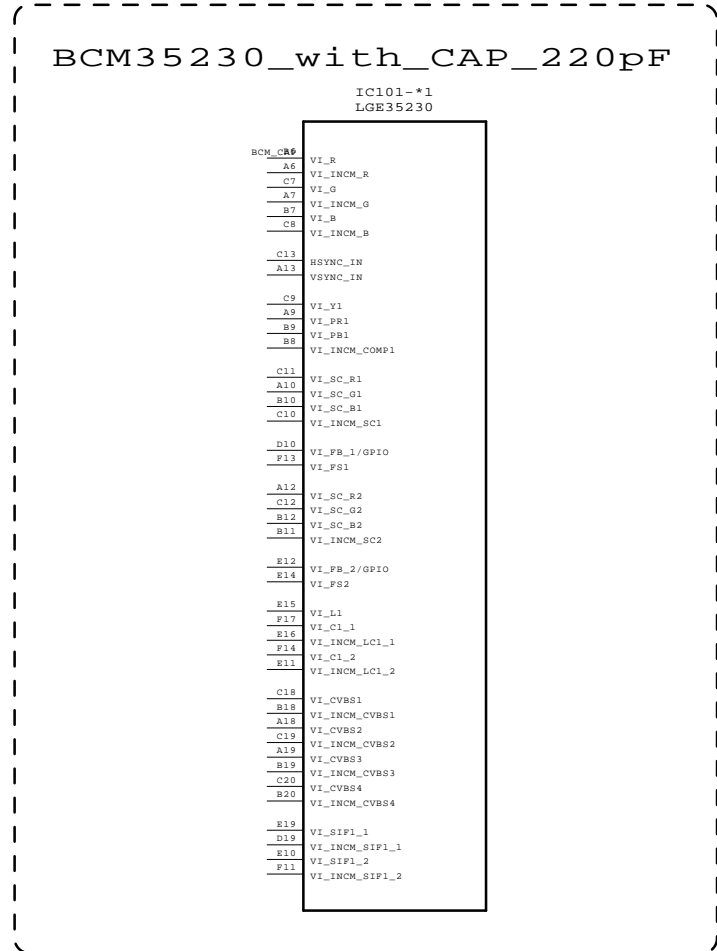 BCM35230_with_CAP_220pF
IC101-*1
LGE35230
BCM_CAP
B6 VI_R
A6 VI_INCM_R
C7 VI_G
A7 VI_INCM_G
B7 VI_B
C8 VI_INCM_B
C13 HSYNC_IN
A13 VSYNC_IN
C9 VI_Y1
A9 VI_PR1
B9 VI_PB1
B8 VI_INCM_COMP1
C11 VI_SC_R1
A10 VI_SC_G1
B10 VI_SC_B1
C10 VI_INCM_SC1
D10 VI_FB_1/GPIO
F13 VI_FS1
A12 VI_SC_R2
C12 VI_SC_G2
B12 VI_SC_B2
B11 VI_INCM_SC2
E12 VI_FB_2/GPIO
E14 VI_FS2
E15 VI_L1
F17 VI_C1_1
E16 VI_INCM_LC1_1
F14 VI_C1_2
E11 VI_INCM_LC1_2
C18 VI_CVBS1
B18 VI_INCM_CVBS1
A18 VI_CVBS2
C19 VI_INCM_CVBS2
A19 VI_CVBS3
B19 VI_INCM_CVBS3
C20 VI_CVBS4
B20 VI_INCM_CVBS4
E19 VI_SIF1_1
D19 VI_INCM_SIF1_1
E10 VI_SIF1_2
F11 VI_INCM_SIF1_2